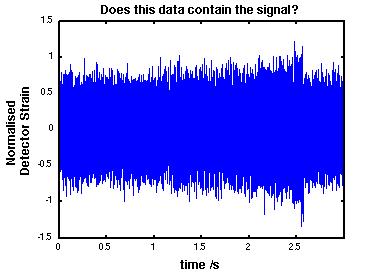 Does this data contain the signal?
1.5
1
0.5
0
-0.5
-1
-1.5
Normalised
Detector Strain
0 0.5 1 1.5 2 2.5
time /s